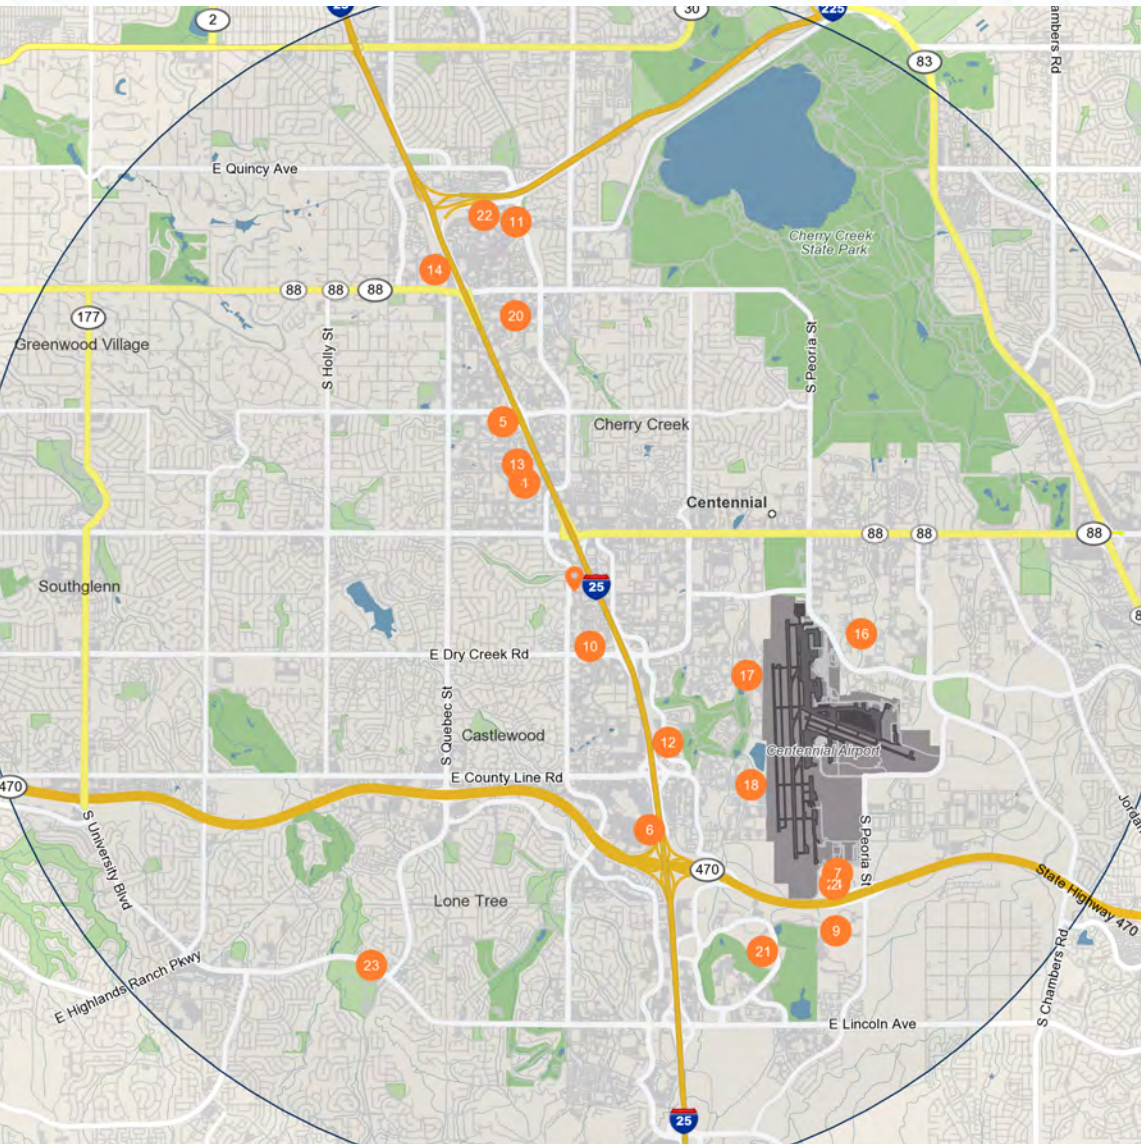 25
2
30
225
83
ambers Rd
E Quincy Ave
22
11
Cherry Creek
State Park
14
88
88
88
177
20
Greenwood Village
S Holly St
S Peoria St
5
Cherry Creek
13
Centennial
88
88
88
Southglenn
25
16
10
E Dry Creek Rd
17
S Quebec St
Castlewood
12
Centennial Airport
E County Line Rd
470
18
S University Blvd
6
S Peoria St
470
7
State Highway 470
Lone Tree
9
21
23
E Highlands Ranch Pkwy
S Chambers Rd
E Lincoln Ave
25